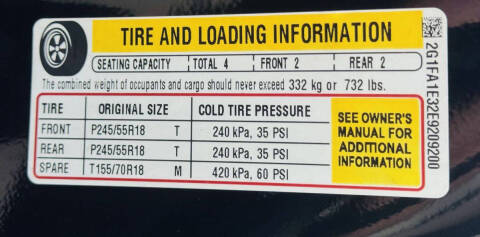 TIRE AND LOADING INFORMATION
SEATING CAPACITY TOTAL 4 FRONT 2 REAR 2
The combined weight of occupants and cargo should never exceed 332 kg or 732 lbs.
TIRE ORIGINAL SIZE COLD TIRE PRESSURE
FRONT P245/55R18 T 240 kPa, 35 PSI
REAR P245/55R18 T 240 kPa, 35 PSI
SPARE T155/70R18 M 420 kPa, 60 PSI
SEE OWNER'S
MANUAL FOR
ADDITIONAL
INFORMATION
2G1FA1E32E9209200